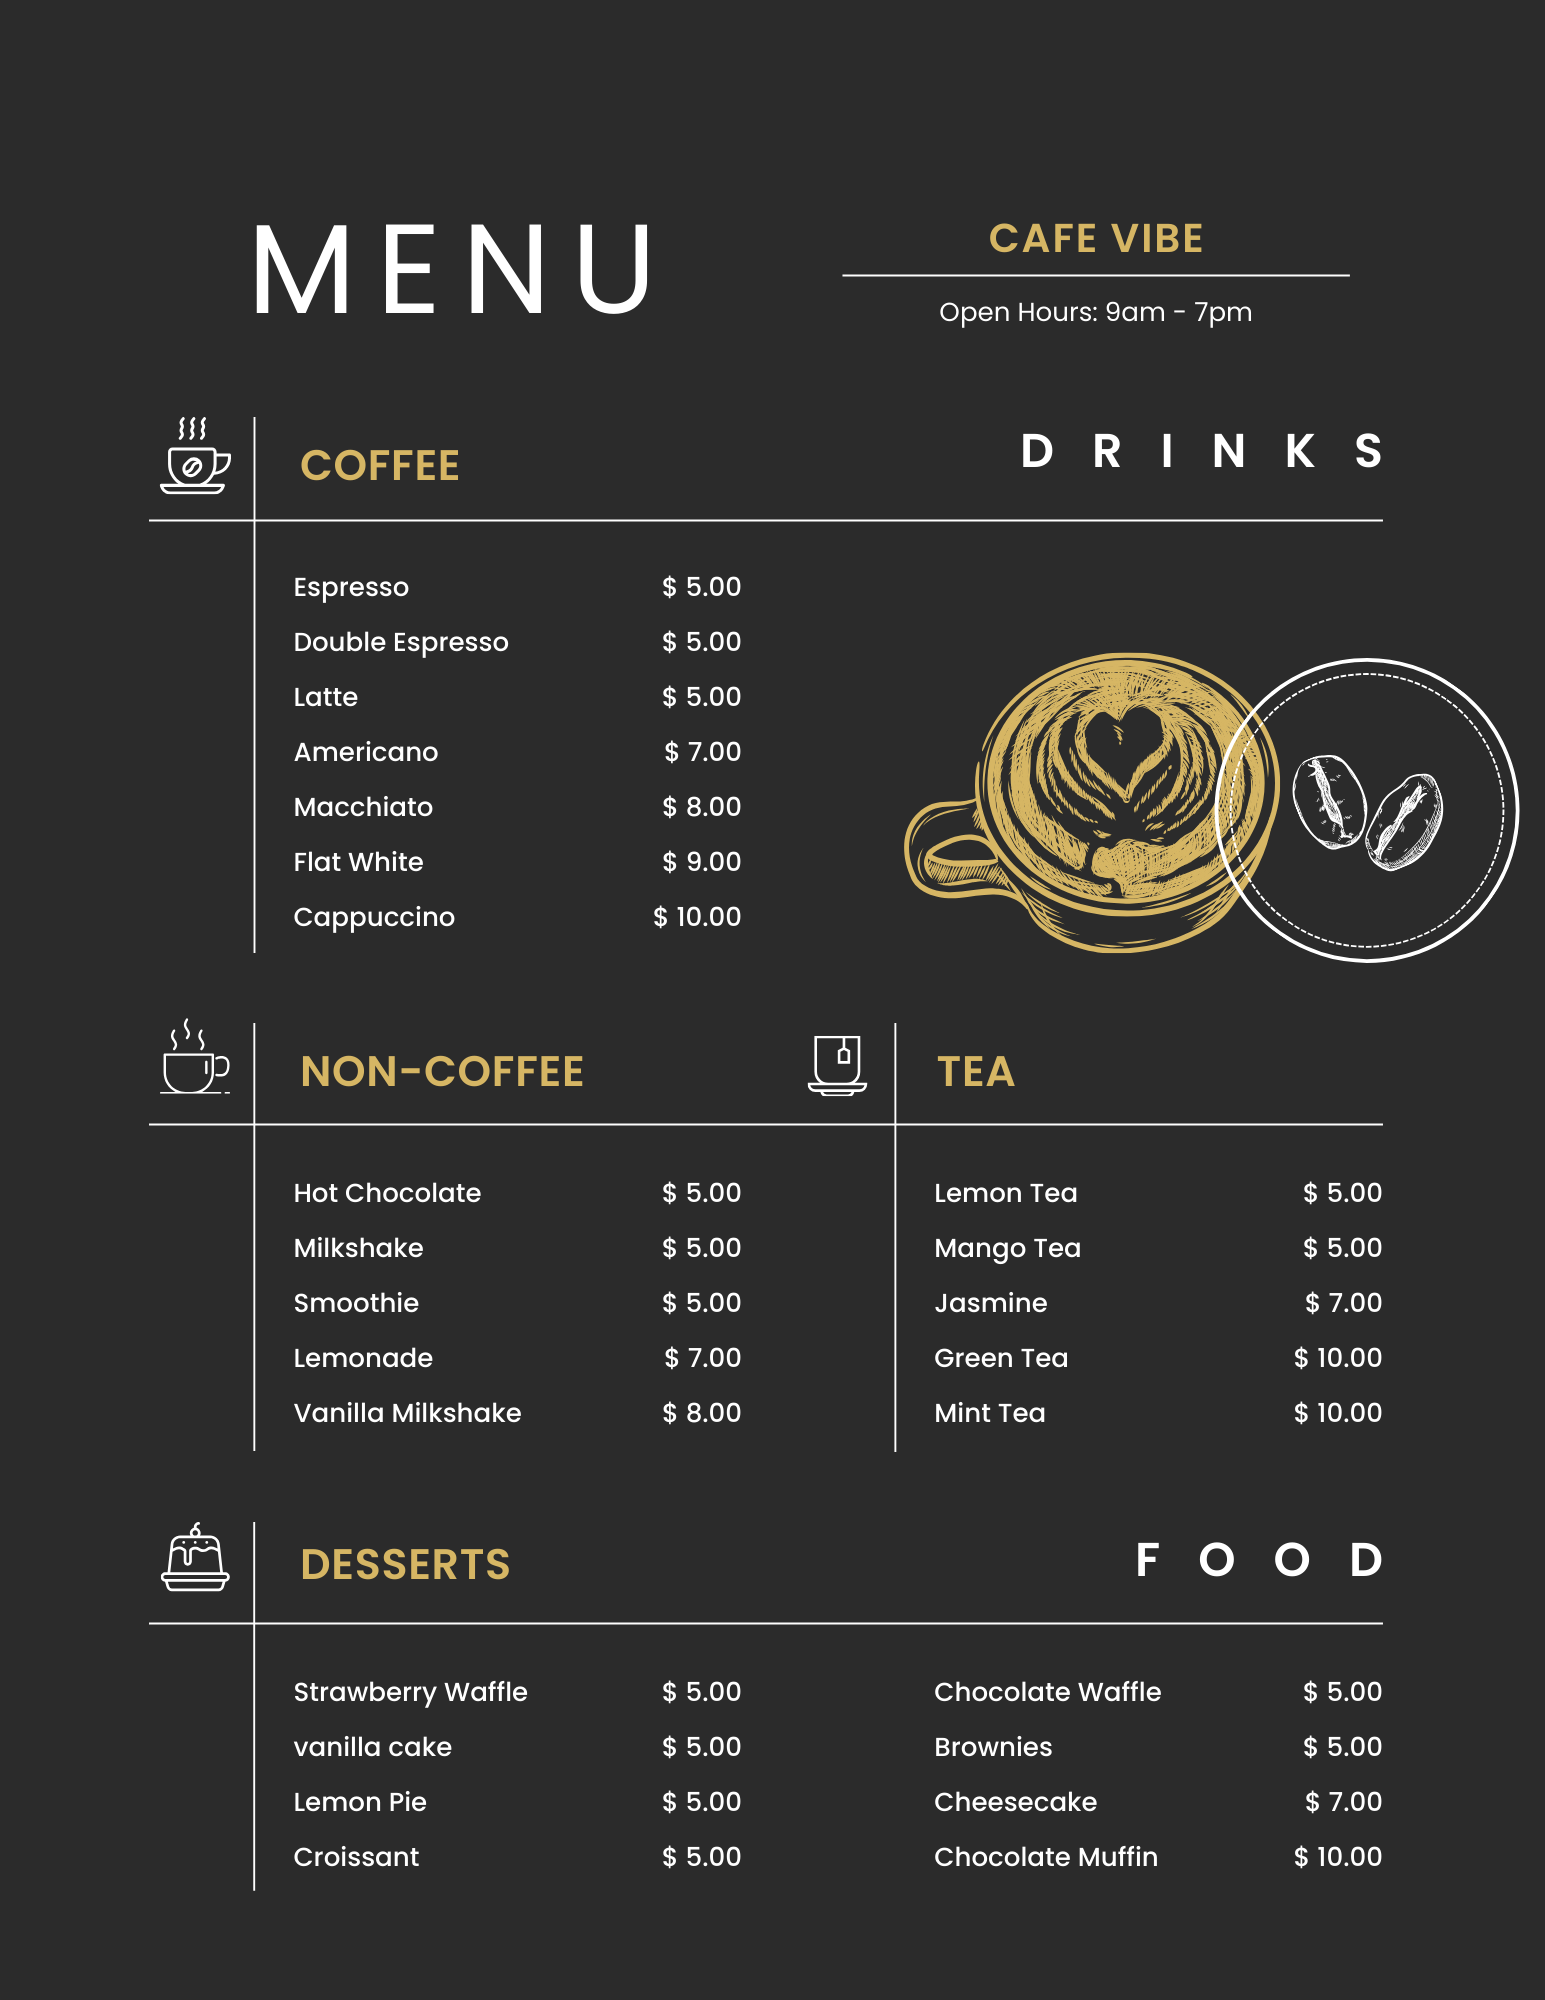 MENU
CAFE VIBE
Open Hours: 9am - 7pm
COFFEE
DRINKS
Espresso $ 5.00
Double Espresso $ 5.00
Latte $ 5.00
Americano $ 7.00
Macchiato $ 8.00
Flat White $ 9.00
Cappuccino $ 10.00
NON-COFFEE
Hot Chocolate $ 5.00
Milkshake $ 5.00
Smoothie $ 5.00
Lemonade $ 7.00
Vanilla Milkshake $ 8.00
TEA
Lemon Tea $ 5.00
Mango Tea $ 5.00
Jasmine $ 7.00
Green Tea $ 10.00
Mint Tea $ 10.00
DESSERTS
FOOD
Strawberry Waffle $ 5.00
vanilla cake $ 5.00
Lemon Pie $ 5.00
Croissant $ 5.00
Chocolate Waffle $ 5.00
Brownies $ 5.00
Cheesecake $ 7.00
Chocolate Muffin $ 10.00